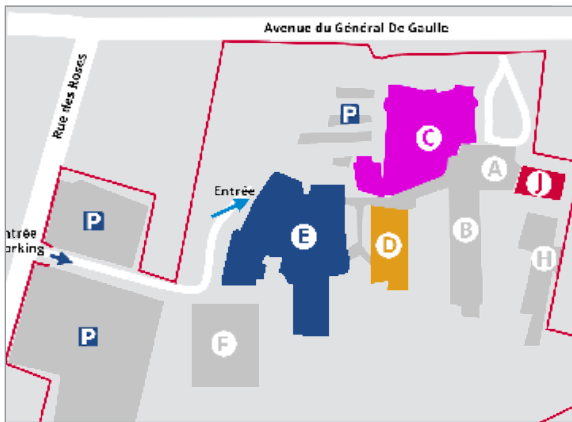 Avenue du Général De Gaulle
Rue des Roses
P
C
A
J
Entrée
P
E
D
B
H
ntrée
arking
P
F